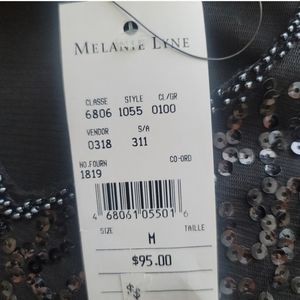 MELANIE LYNE
CLASSE STYLE CL/GR
6806 1055 0100
VENDOR S/A
0318 311
NO.FOURN CO-ORD
1819
4 68061 05501 6
SIZE M TAILLE
$95.00
$$